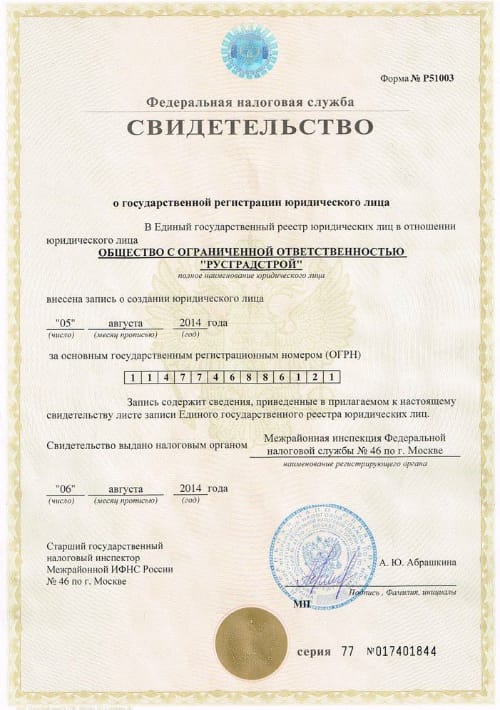 Форма № Р51003
Федеральная налоговая служба
СВИДЕТЕЛЬСТВО
о государственной регистрации юридического лица
В Единый государственный реестр юридических лиц в отношении
юридического лица
ОБЩЕСТВО С ОГРАНИЧЕННОЙ ОТВЕТСТВЕННОСТЬЮ
"РУСГРАДСТРОЙ"
полное наименование юридического лица
внесена запись о создании юридического лица
"05" августа 2014 года
(число) (месяц прописью) (год)
за основным государственным регистрационным номером (ОГРН)
1 1 4 7 7 4 6 8 8 6 1 2 1
Запись содержит сведения, приведенные в прилагаемом к настоящему
свидетельству листе записи Единого государственного реестра юридических лиц.
Свидетельство выдано налоговым органом Межрайонная инспекция Федеральной
налоговой службы № 46 по г. Москве
наименование регистрирующего органа
"06" августа 2014 года
(число) (месяц прописью) (год)
Старший государственный
налоговый инспектор
Межрайонной ИФНС России
№ 46 по г. Москве
А. Ю. Абрашкина
Подпись , Фамилия, инициалы
МП
серия 77 №017401844